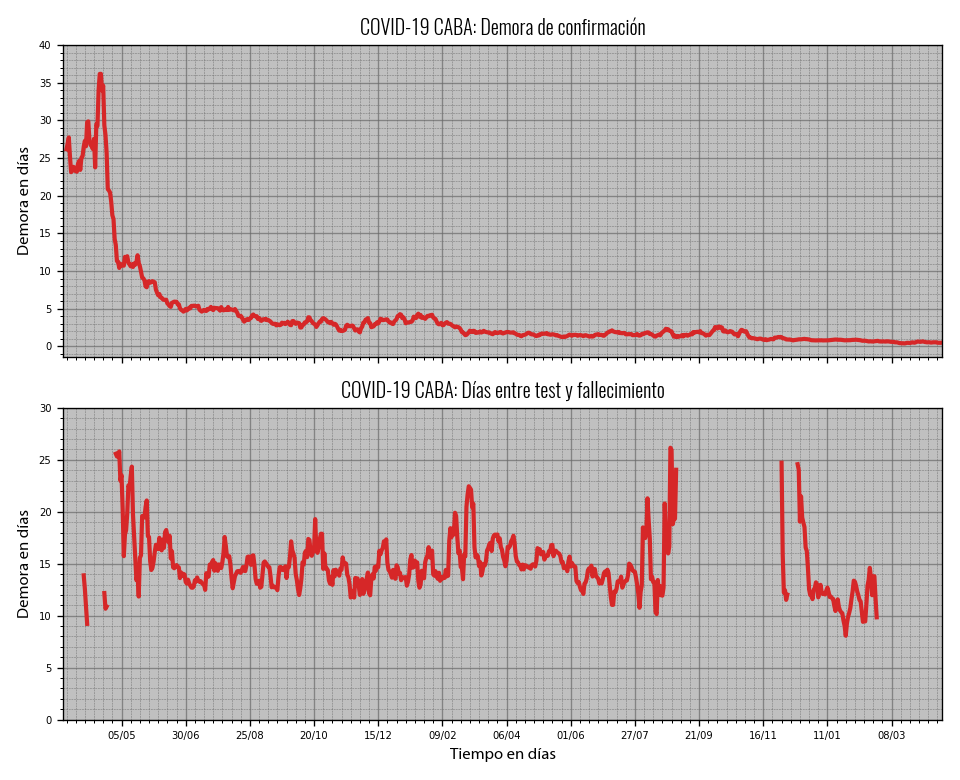 COVID-19 CABA: Demora de confirmación
40
35
30
25
20
15
10
5
0
Demora en días
COVID-19 CABA: Días entre test y fallecimiento
30
25
20
15
10
5
0
Demora en días
05/05 30/06 25/08 20/10 15/12 09/02 06/04 01/06 27/07 21/09 16/11 11/01 08/03
Tiempo en días